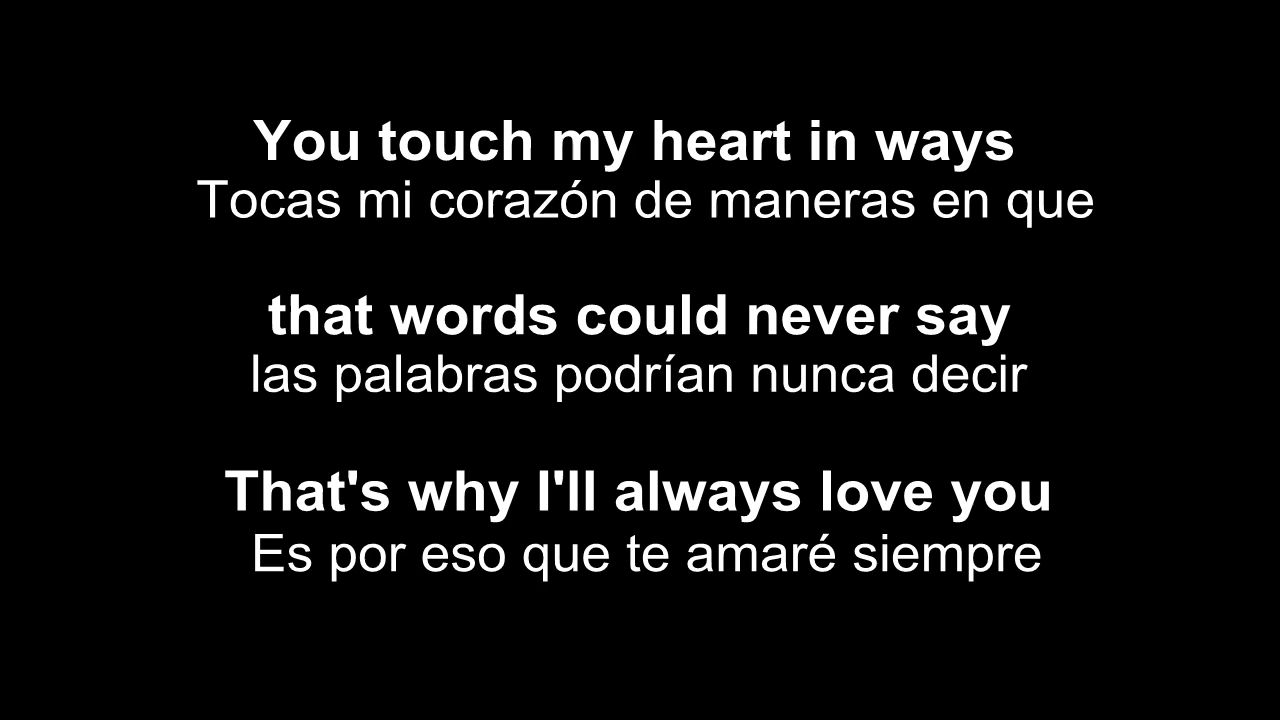 You touch my heart in ways
Tocas mi corazón de maneras en que
that words could never say
las palabras podrían nunca decir
That's why I'll always love you
Es por eso que te amaré siempre